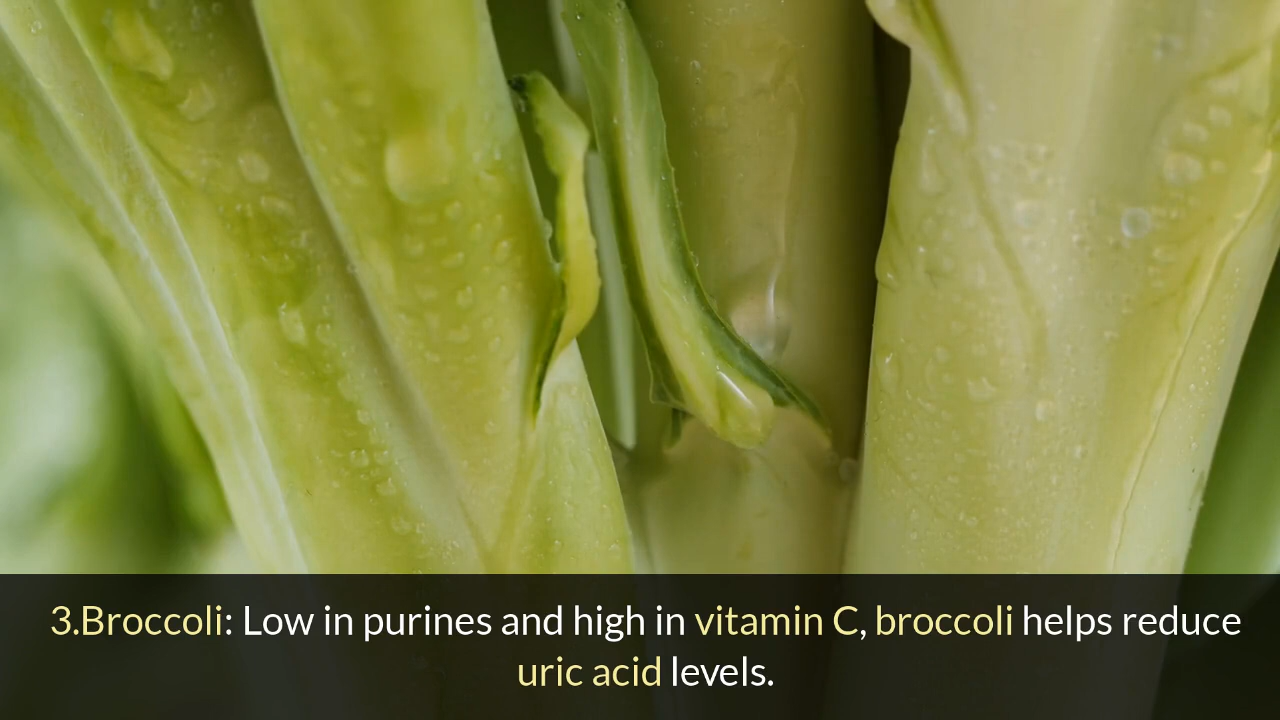 3.Broccoli: Low in purines and high in vitamin C, broccoli helps reduce
uric acid levels.